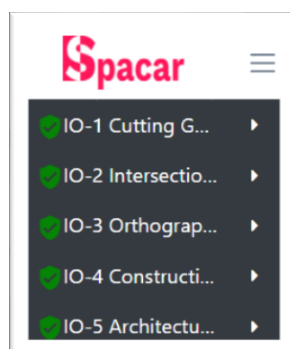 Spacar
IO-1 Cutting G...
IO-2 Intersectio...
IO-3 Orthograp...
IO-4 Constructi...
IO-5 Architectu...